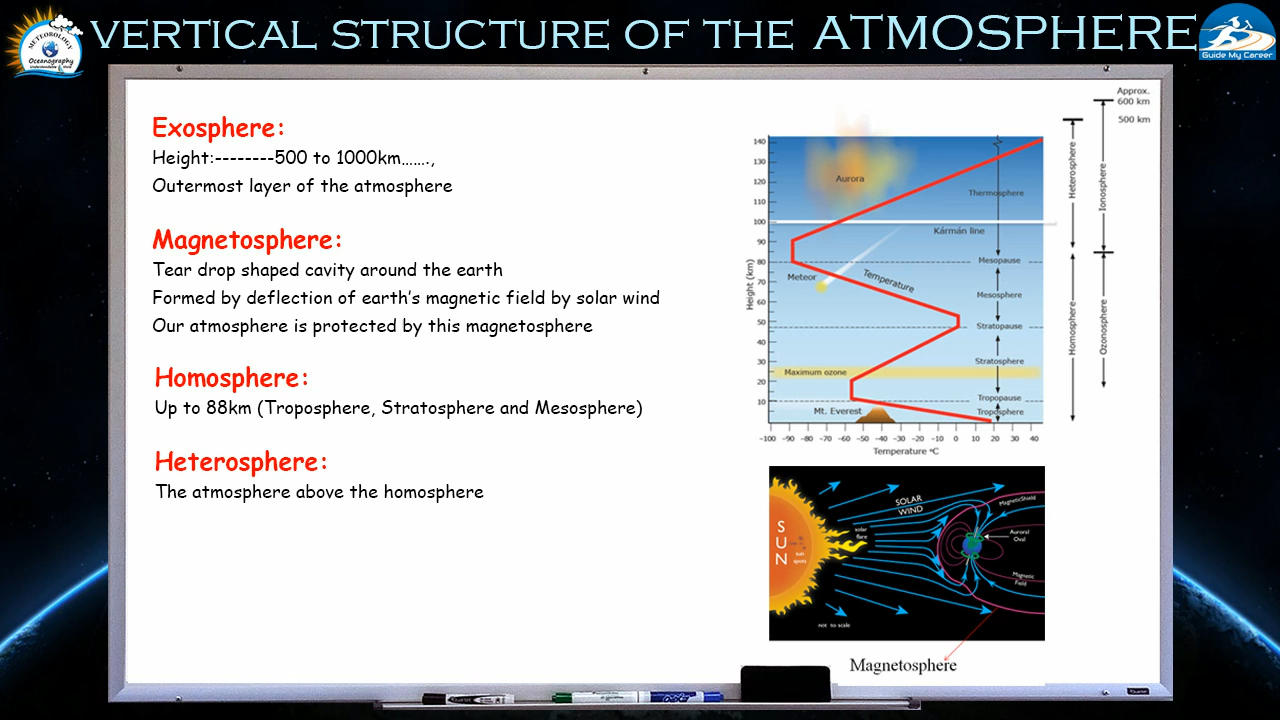 VERTICAL STRUCTURE OF THE ATMOSPHERE
METEOROLOGY
Oceanography
Guide My Career
Exosphere:
Height:--------500 to 1000km…….,
Outermost layer of the atmosphere
Magnetosphere:
Tear drop shaped cavity around the earth
Formed by deflection of earth’s magnetic field by solar wind
Our atmosphere is protected by this magnetosphere
Homosphere:
Up to 88km (Troposphere, Stratosphere and Mesosphere)
Heterosphere:
The atmosphere above the homosphere
Approx.
600 km
500 km
Height (km)
140
130
120
110
100
90
80
70
60
50
40
30
20
10
Aurora
Thermosphere
Kármán line
Mesopause
Meteor
Temperature
Mesosphere
Stratopause
Stratosphere
Maximum ozone
Tropopause
Mt. Everest
Troposphere
-100 -90 -80 -70 -60 -50 -40 -30 -20 -10 0 10 20 30 40
Temperature °C
Heterosphere
Ionosphere
Homosphere
Ozonosphere
SUN
sun
spots
solar
flare
SOLAR
WIND
Magnetic Shield
Auroral
Oval
Magnetic
Field
not to scale
Magnetosphere